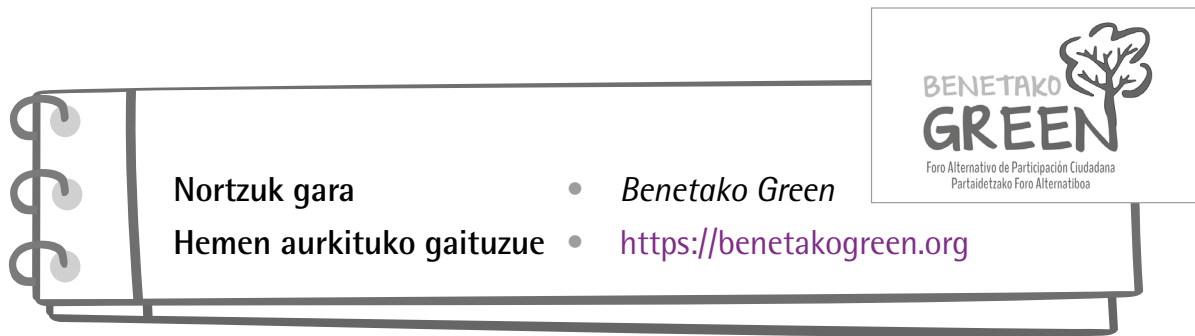 BENETAKO
GREEN
Foro Alternativo de Participación Ciudadana
Partaidetzako Foro Alternatiboa
Nortzuk gara • Benetako Green
Hemen aurkituko gaituzue • https://benetakogreen.org